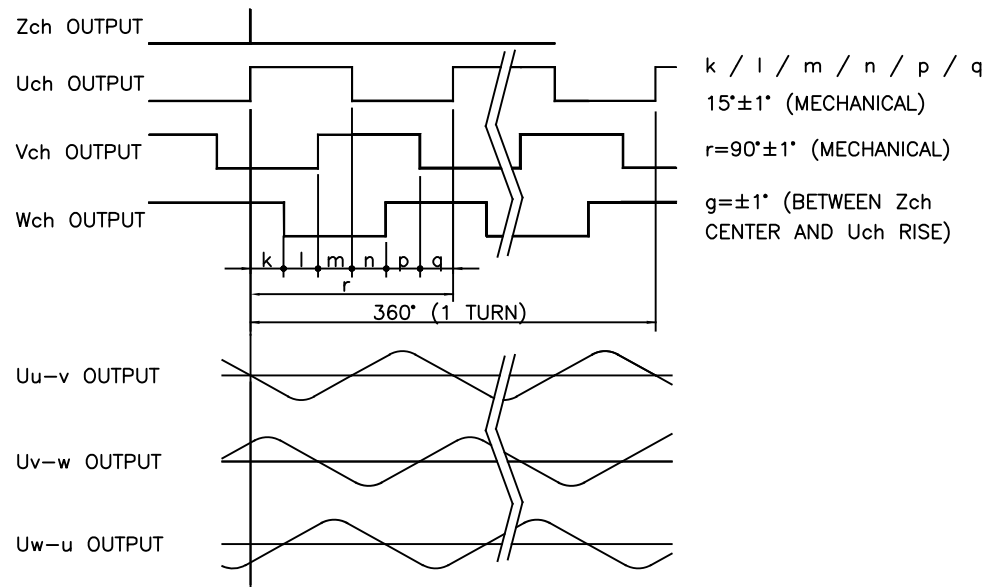 Zch OUTPUT
Uch OUTPUT
Vch OUTPUT
Wch OUTPUT
k / l / m / n / p / q
15°±1° (MECHANICAL)
r=90°±1° (MECHANICAL)
g=±1° (BETWEEN Zch
CENTER AND Uch RISE)
k l m n p q
r
360° (1 TURN)
Uu-v OUTPUT
Uv-w OUTPUT
Uw-u OUTPUT